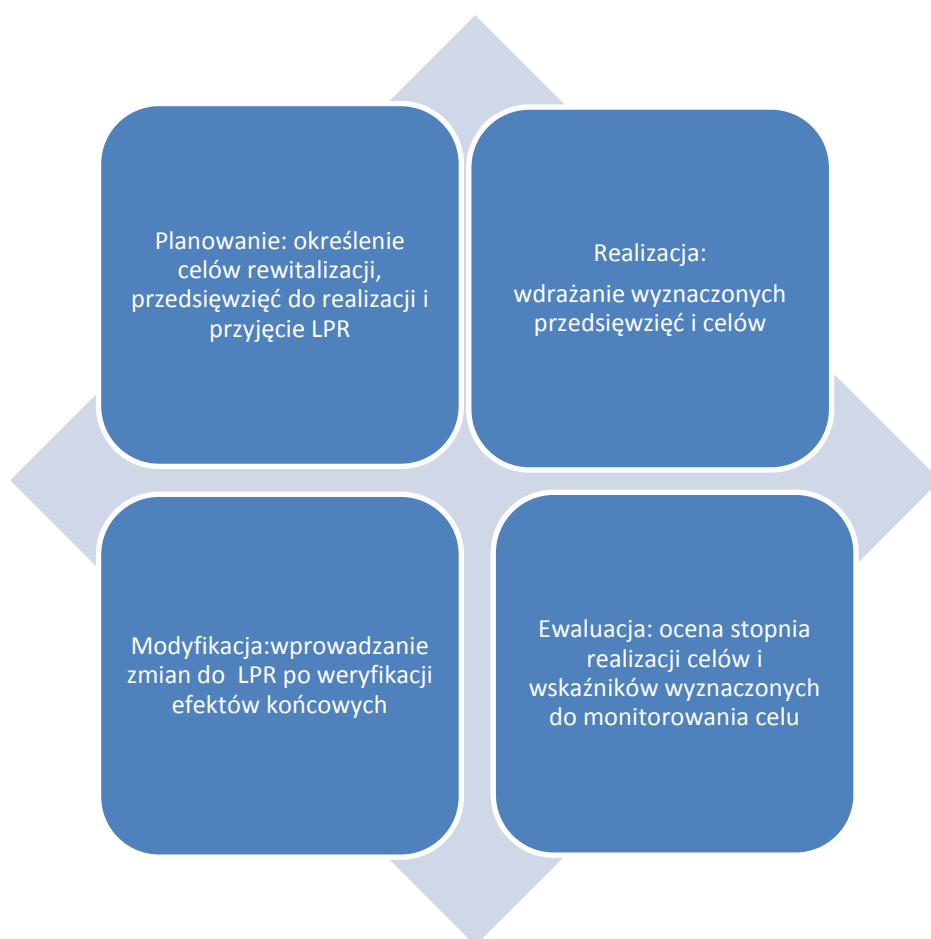 Planowanie: określenie
celów rewitalizacji,
przedsięwzięć do realizacji i
przyjęcie LPR
Realizacja:
wdrażanie wyznaczonych
przedsięwzięć i celów
Modyfikacja:wprowadzanie
zmian do  LPR po weryfikacji
efektów końcowych
Ewaluacja: ocena stopnia
realizacji celów i
wskaźników wyznaczonych
do monitorowania celu